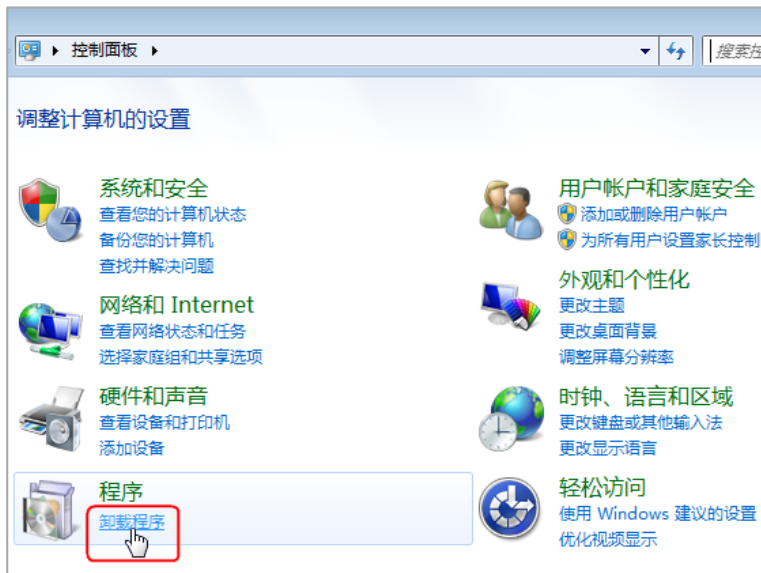 控制面板
搜索控
调整计算机的设置
系统和安全
查看您的计算机状态
备份您的计算机
查找并解决问题
网络和 Internet
查看网络状态和任务
选择家庭组和共享选项
硬件和声音
查看设备和打印机
添加设备
程序
卸载程序
用户帐户和家庭安全
添加或删除用户帐户
为所有用户设置家长控制
外观和个性化
更改主题
更改桌面背景
调整屏幕分辨率
时钟、语言和区域
更改键盘或其他输入法
更改显示语言
轻松访问
使用 Windows 建议的设置
优化视频显示